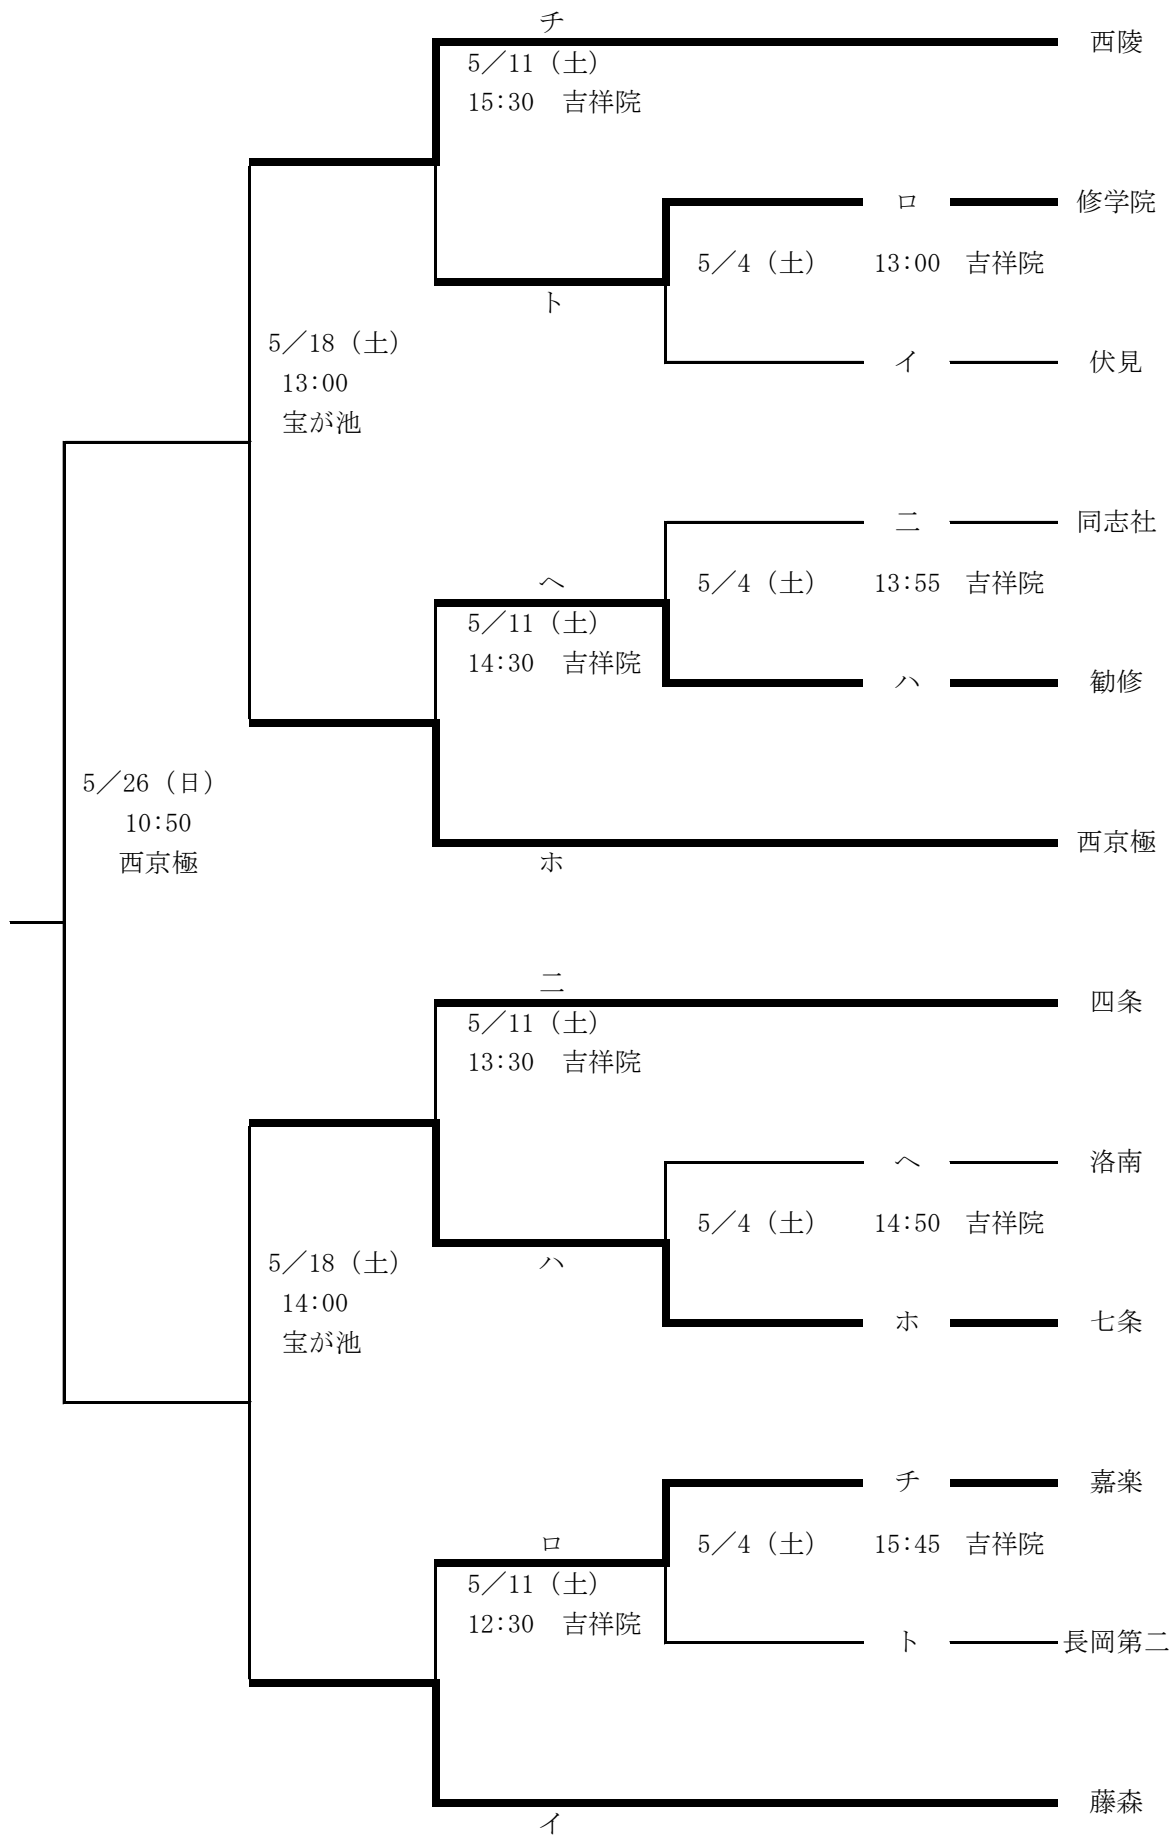 チ
西陵
5／11（土）
15:30　吉祥院
ロ
修学院
5／4（土）　　13:00　吉祥院
ト
イ
伏見
5／18（土）
13:00
宝が池
ニ
同志社
5／4（土）　　13:55　吉祥院
ヘ
5／11（土）
14:30　吉祥院
ハ
勧修
5／26（日）
10:50
西京極
西京極
ホ
ニ
四条
5／11（土）
13:30　吉祥院
ヘ
洛南
5／4（土）　　14:50　吉祥院
ハ
5／18（土）
14:00
宝が池
ホ
七条
チ
嘉楽
5／4（土）　　15:45　吉祥院
ロ
5／11（土）
12:30　吉祥院
ト
長岡第二
藤森
イ